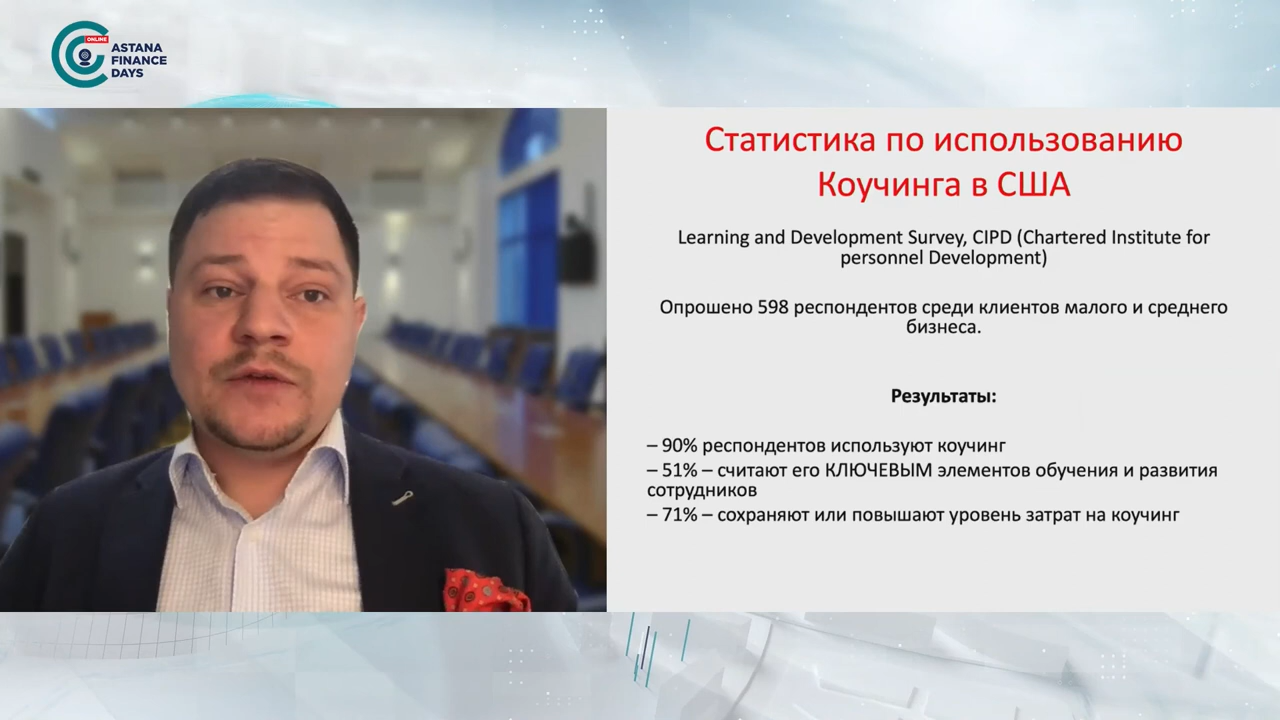 ONLINE
ASTANA
FINANCE
DAYS
Статистика по использованию
Коучинга в США
Learning and Development Survey, CIPD (Chartered Institute for
personnel Development)
Опрошено 598 респондентов среди клиентов малого и среднего
бизнеса.
Результаты:
– 90% респондентов используют коучинг
– 51% – считают его КЛЮЧЕВЫМ элементов обучения и развития
сотрудников
– 71% – сохраняют или повышают уровень затрат на коучинг